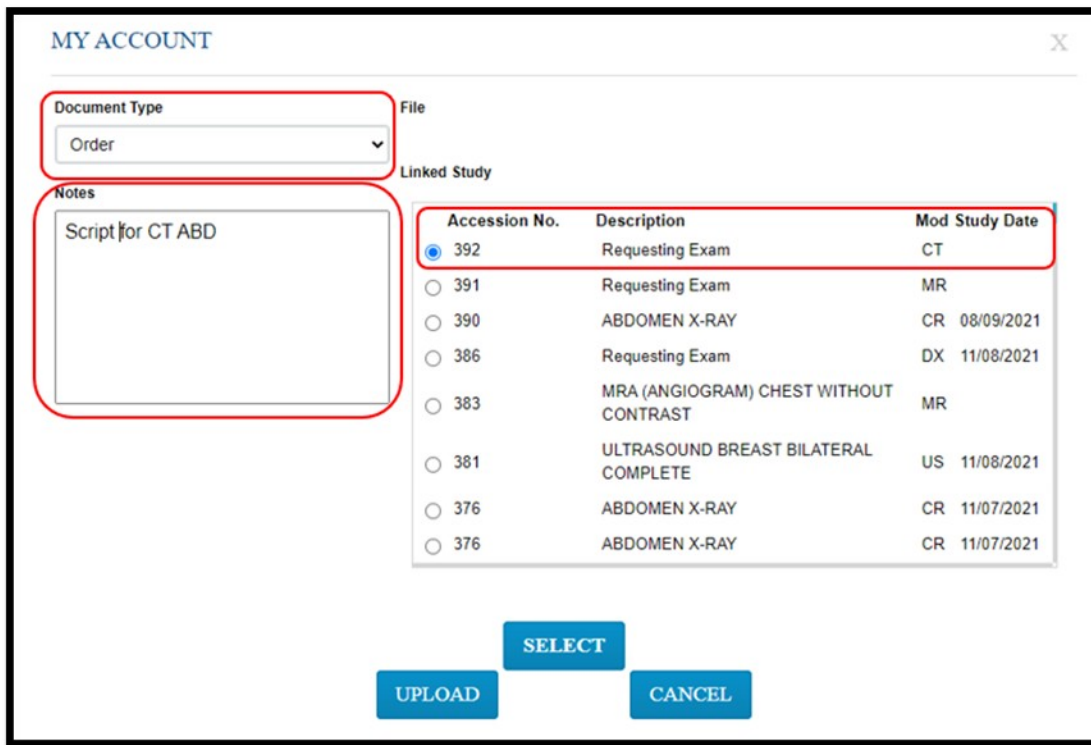 MY ACCOUNT
X
Document Type
Order
Notes
Script for CT ABD
File
Linked Study
Accession No. Description Mod Study Date
392 Requesting Exam CT
391 Requesting Exam MR
390 ABDOMEN X-RAY CR 08/09/2021
386 Requesting Exam DX 11/08/2021
383 MRA (ANGIOGRAM) CHEST WITHOUT
CONTRAST MR
381 ULTRASOUND BREAST BILATERAL
COMPLETE US 11/08/2021
376 ABDOMEN X-RAY CR 11/07/2021
376 ABDOMEN X-RAY CR 11/07/2021
SELECT
UPLOAD CANCEL